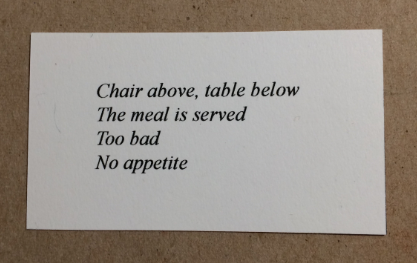 Chair above, table below
The meal is served
Too bad
No appetite